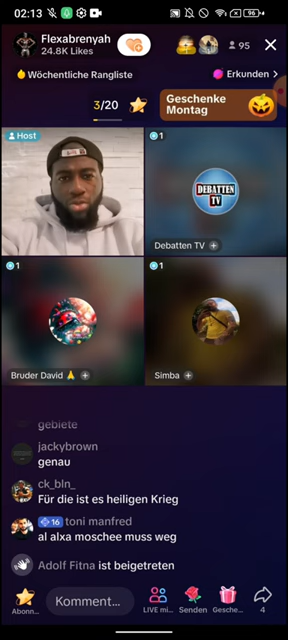 02:13
96
Flexabrenyah
24.8K Likes
95
Wöchentliche Rangliste
Erkunden >
3/20
Geschenke
Montag
Host
1
DEBATTEN
TV
Debatten TV +
1
1
Bruder David +
Simba +
gebiete
jackybrown
genau
ck_bln_
Für die ist es heiligen Krieg
16 toni manfred
al alxa moschee muss weg
Adolf Fitna ist beigetreten
Abonn...
Komment...
LIVE mi...
Senden
Gesche...
4